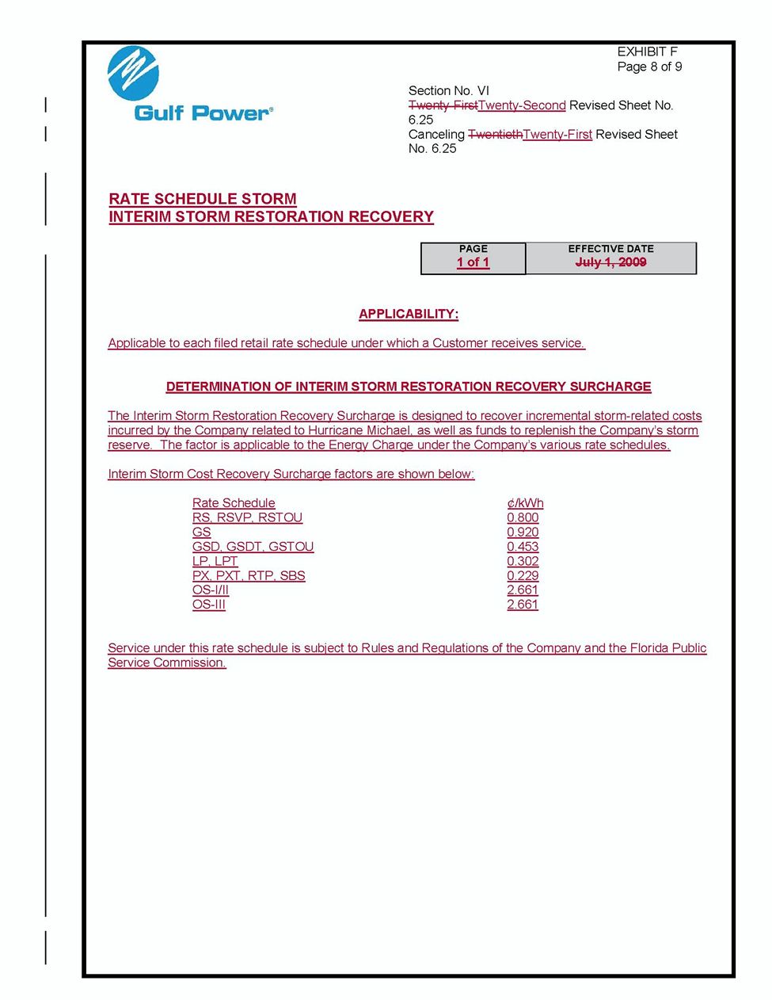 EXHIBIT F
Page 8 of 9
Gulf Power®
Section No. VI
Twenty-FirstTwenty-Second Revised Sheet No.
6.25
Canceling TwentiethTwenty-First Revised Sheet
No. 6.25
RATE SCHEDULE STORM
INTERIM STORM RESTORATION RECOVERY
PAGE EFFECTIVE DATE
1 of 1 July 1, 2009
APPLICABILITY:
Applicable to each filed retail rate schedule under which a Customer receives service.
DETERMINATION OF INTERIM STORM RESTORATION RECOVERY SURCHARGE
The Interim Storm Restoration Recovery Surcharge is designed to recover incremental storm-related costs
incurred by the Company related to Hurricane Michael, as well as funds to replenish the Company's storm
reserve. The factor is applicable to the Energy Charge under the Company's various rate schedules.
Interim Storm Cost Recovery Surcharge factors are shown below:
Rate Schedule ¢/kWh
RS, RSVP, RSTOU 0.800
GS 0.920
GSD, GSDT, GSTOU 0.453
LP, LPT 0.302
PX, PXT, RTP, SBS 0.229
OS-I/II 2.661
OS-III 2.661
Service under this rate schedule is subject to Rules and Regulations of the Company and the Florida Public
Service Commission.